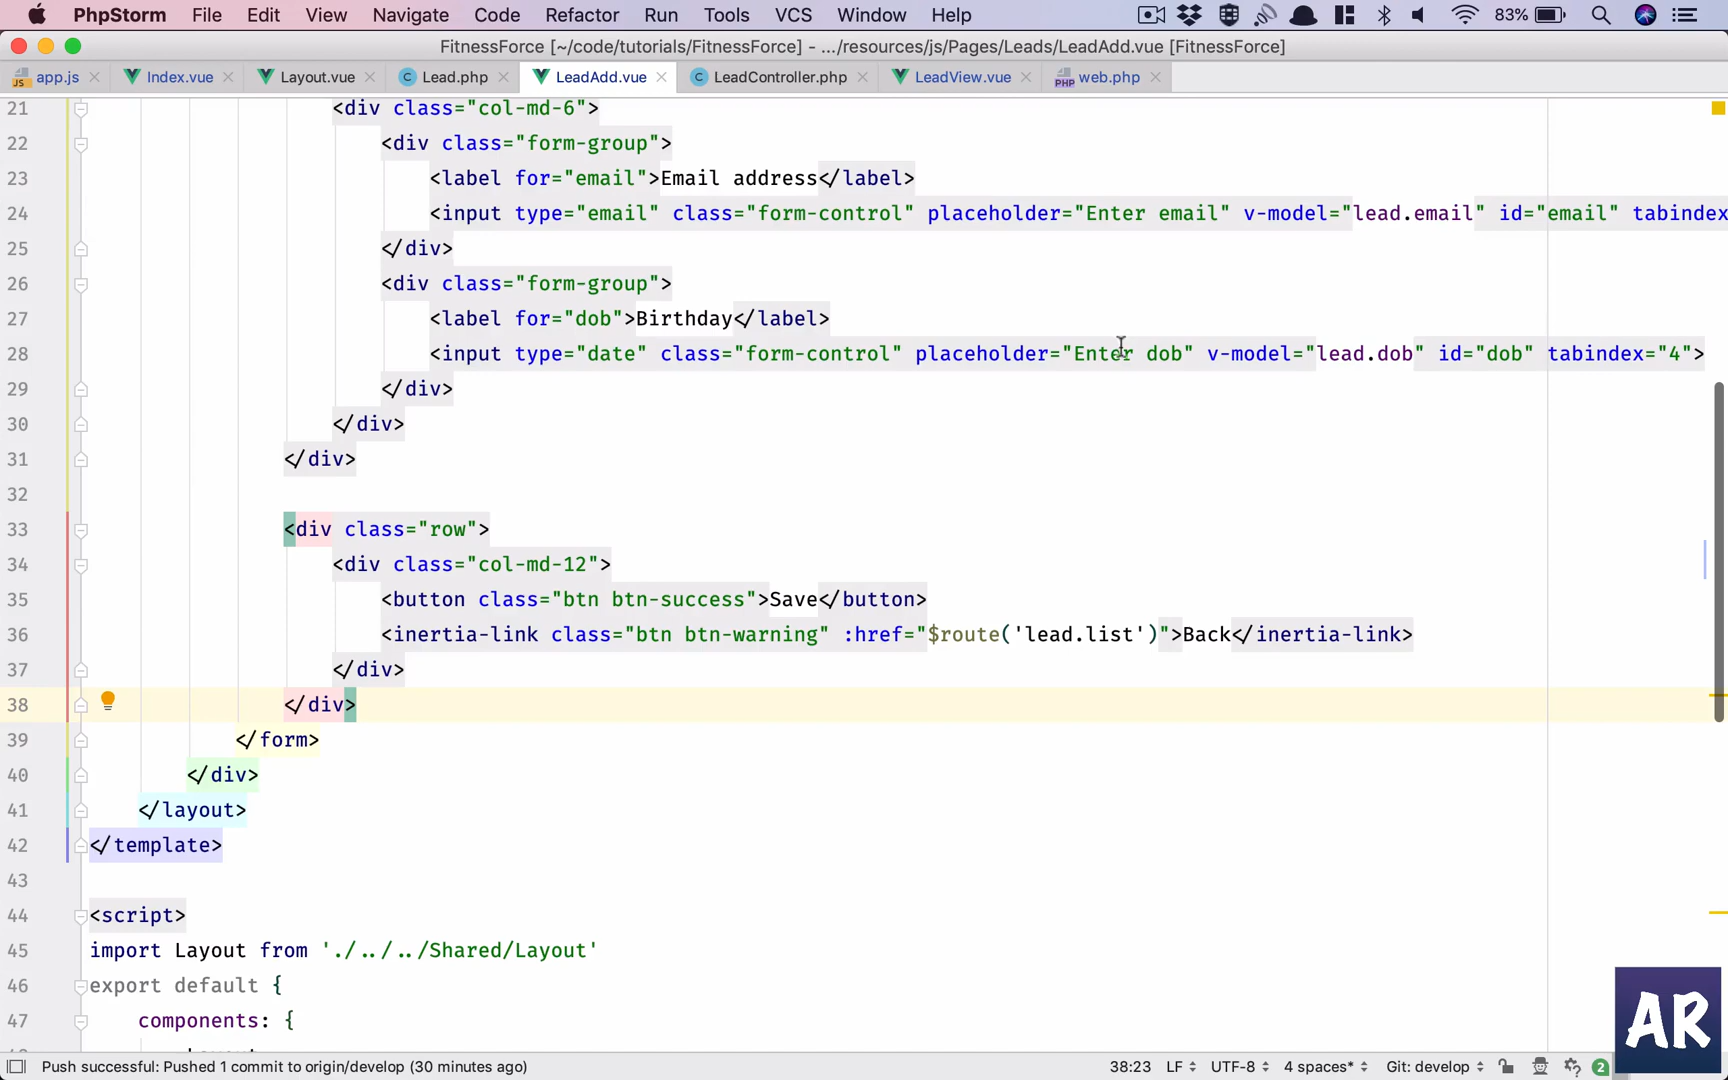 PhpStorm File Edit View Navigate Code Refactor Run Tools VCS Window Help 83%
FitnessForce [~/code/tutorials/FitnessForce] - .../resources/js/Pages/Leads/LeadAdd.vue [FitnessForce]
app.js Index.vue Layout.vue Lead.php LeadAdd.vue LeadController.php LeadView.vue web.php
21 <div class="col-md-6">
22 <div class="form-group">
23 <label for="email">Email address</label>
24 <input type="email" class="form-control" placeholder="Enter email" v-model="lead.email" id="email" tabindex
25 </div>
26 <div class="form-group">
27 <label for="dob">Birthday</label>
28 <input type="date" class="form-control" placeholder="Enter dob" v-model="lead.dob" id="dob" tabindex="4">
29 </div>
30 </div>
31 </div>
32
33 <div class="row">
34 <div class="col-md-12">
35 <button class="btn btn-success">Save</button>
36 <inertia-link class="btn btn-warning" :href="$route('lead.list')">Back</inertia-link>
37 </div>
38 </div>
39 </form>
40 </div>
41 </layout>
42 </template>
43
44 <script>
45 import Layout from './../../Shared/Layout'
46 export default {
47 components: {
Push successful: Pushed 1 commit to origin/develop (30 minutes ago) 38:23 LF UTF-8 4 spaces* Git: develop 2
AR